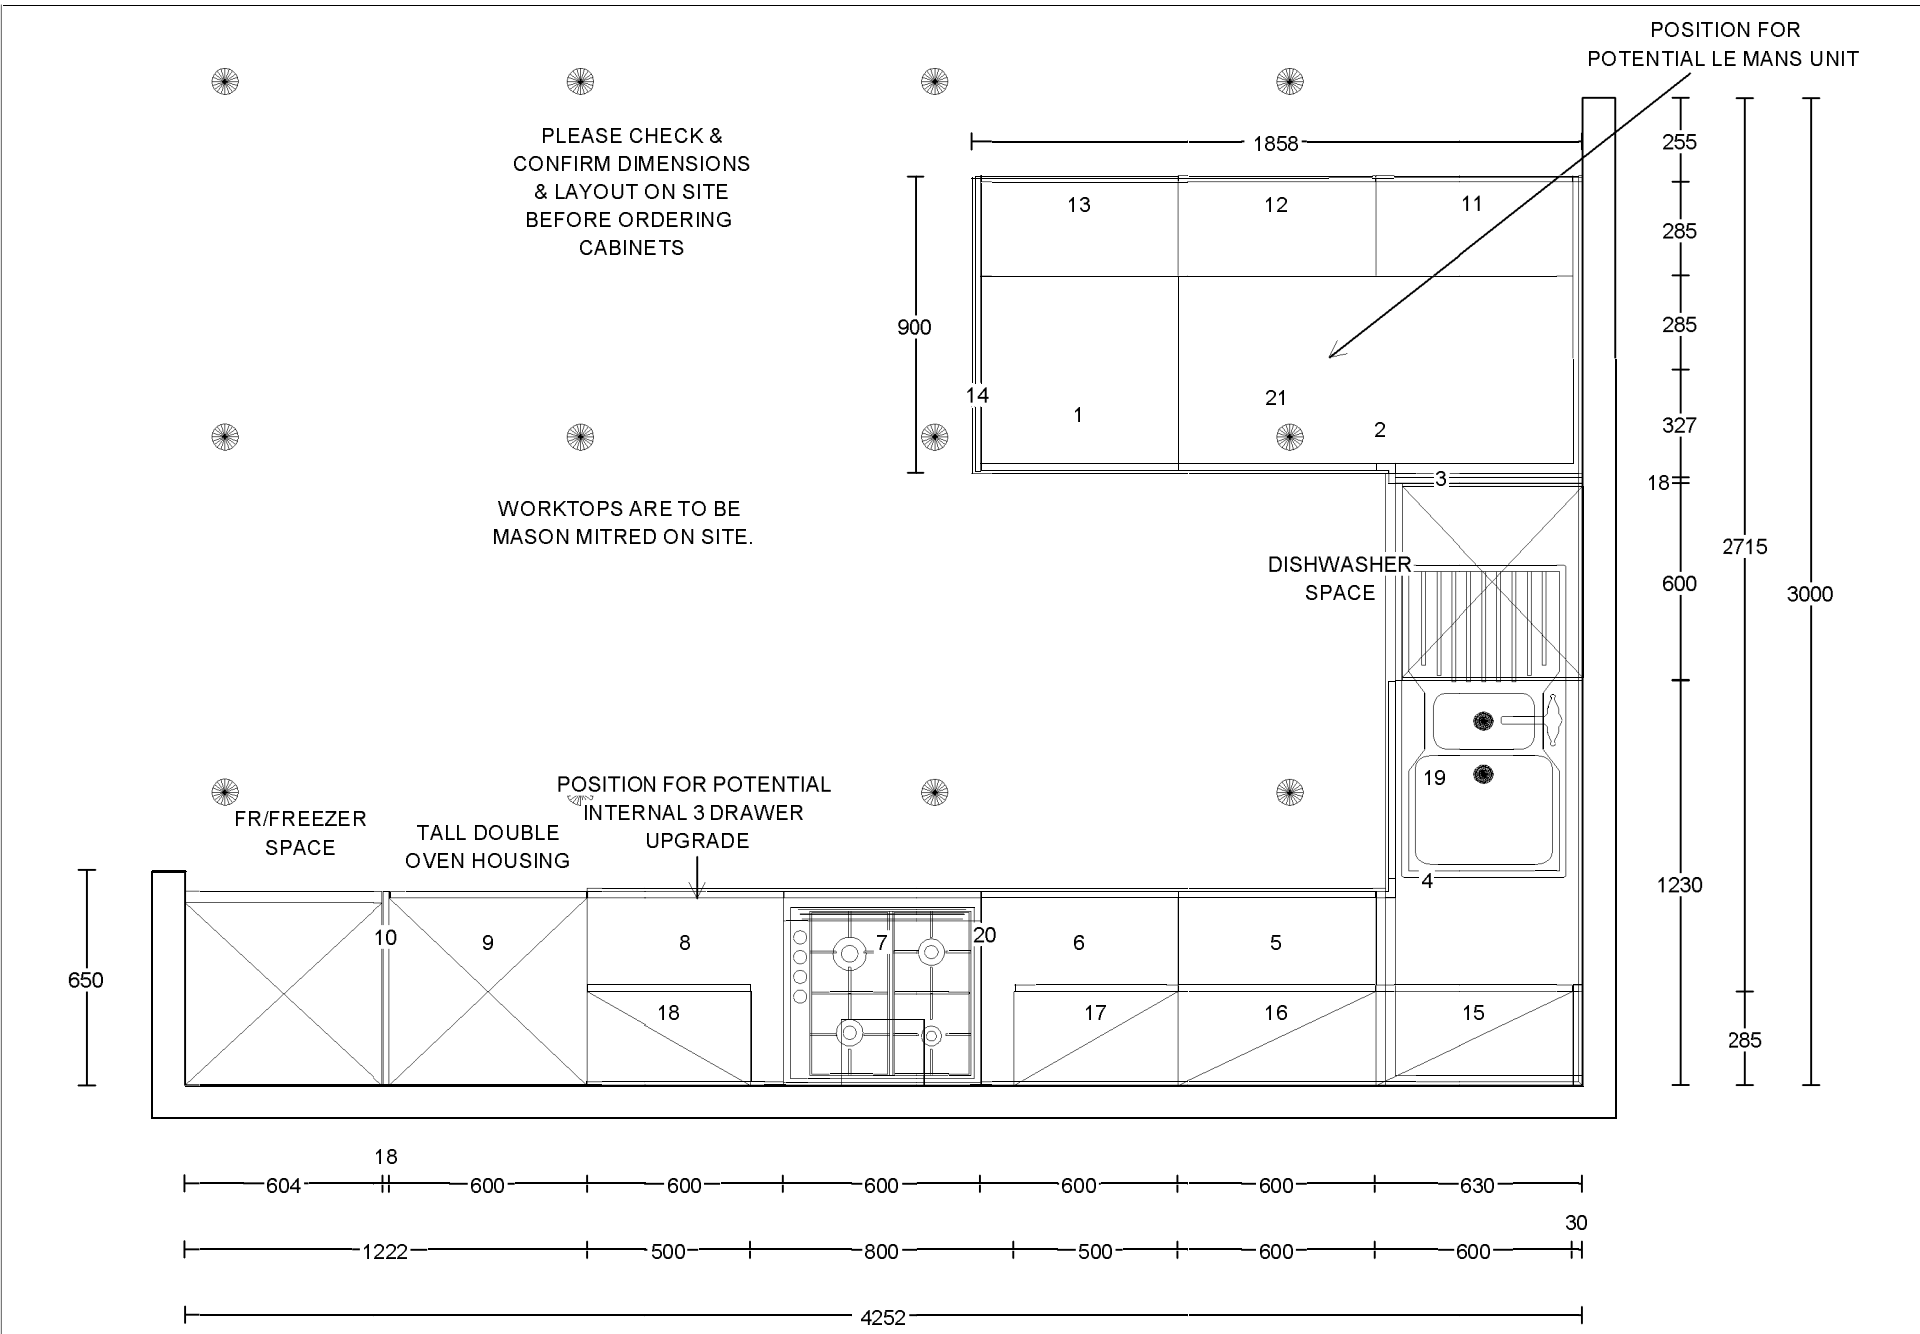 POSITION FOR
POTENTIAL LE MANS UNIT
PLEASE CHECK &
CONFIRM DIMENSIONS
& LAYOUT ON SITE
BEFORE ORDERING
CABINETS
1858
255
13
12
11
285
900
285
14
1
21
2
327
3
18
WORKTOPS ARE TO BE
MASON MITRED ON SITE.
2715
DISHWASHER
SPACE
600
3000
19
POSITION FOR POTENTIAL
INTERNAL 3 DRAWER
UPGRADE
FR/FREEZER
SPACE
TALL DOUBLE
OVEN HOUSING
4
1230
10
9
8
7
20
6
5
650
18
17
16
15
285
18
604
600
600
600
600
600
630
30
1222
500
800
500
600
600
4252